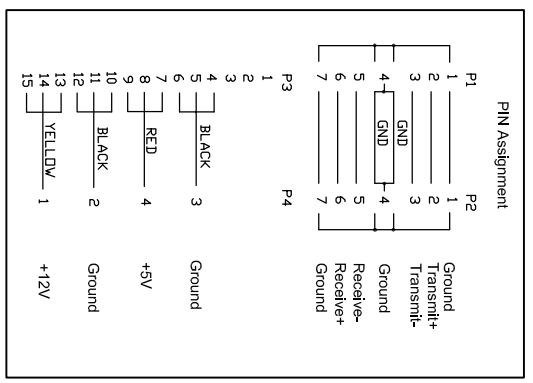 PIN Assignment
P1 P2
1 1 Ground
2 2 Transmit+
3 3 Transmit-
GND
4 GND 4 Ground
5 5 Receive-
6 6 Receive+
7 7 Ground
P3 P4
1
2
3
4
5 BLACK 3 Ground
6
7
8 RED 4 +5V
9
10
11 BLACK 2 Ground
12
13
14 YELLOW 1 +12V
15